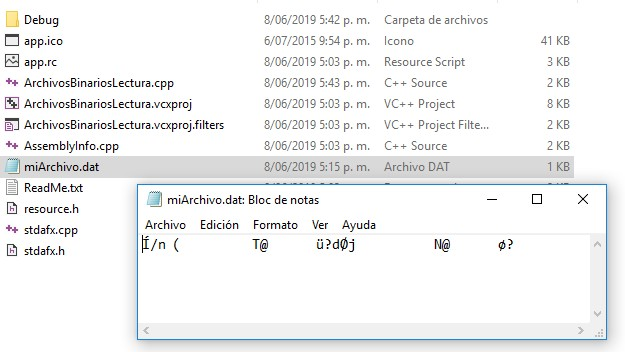 Debug 8/06/2019 5:42 p. m. Carpeta de archivos
app.ico 6/07/2015 9:54 p. m. Icono 41 KB
app.rc 8/06/2019 5:03 p. m. Resource Script 3 KB
ArchivosBinariosLectura.cpp 8/06/2019 5:43 p. m. C++ Source 2 KB
ArchivosBinariosLectura.vcxproj 8/06/2019 5:03 p. m. VC++ Project 8 KB
ArchivosBinariosLectura.vcxproj.filters 8/06/2019 5:03 p. m. VC++ Project Filte... 2 KB
AssemblyInfo.cpp 8/06/2019 5:03 p. m. C++ Source 2 KB
miArchivo.dat 8/06/2019 5:15 p. m. Archivo DAT 1 KB
ReadMe.txt
resource.h
stdafx.cpp
stdafx.h
miArchivo.dat: Bloc de notas
Archivo Edición Formato Ver Ayuda
Í/n ( T@ ü?dØj N@ ø?